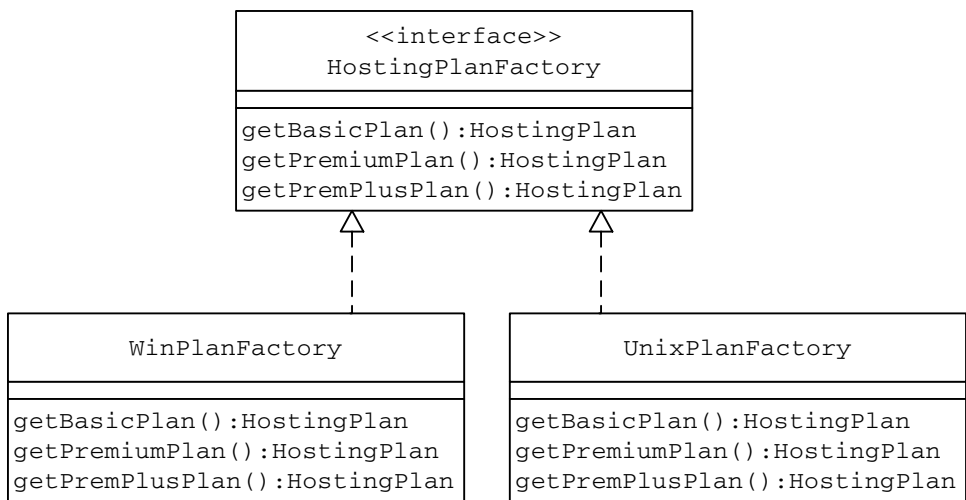 <<interface>>
HostingPlanFactory
getBasicPlan():HostingPlan
getPremiumPlan():HostingPlan
getPremPlusPlan():HostingPlan
WinPlanFactory
getBasicPlan():HostingPlan
getPremiumPlan():HostingPlan
getPremPlusPlan():HostingPlan
UnixPlanFactory
getBasicPlan():HostingPlan
getPremiumPlan():HostingPlan
getPremPlusPlan():HostingPlan